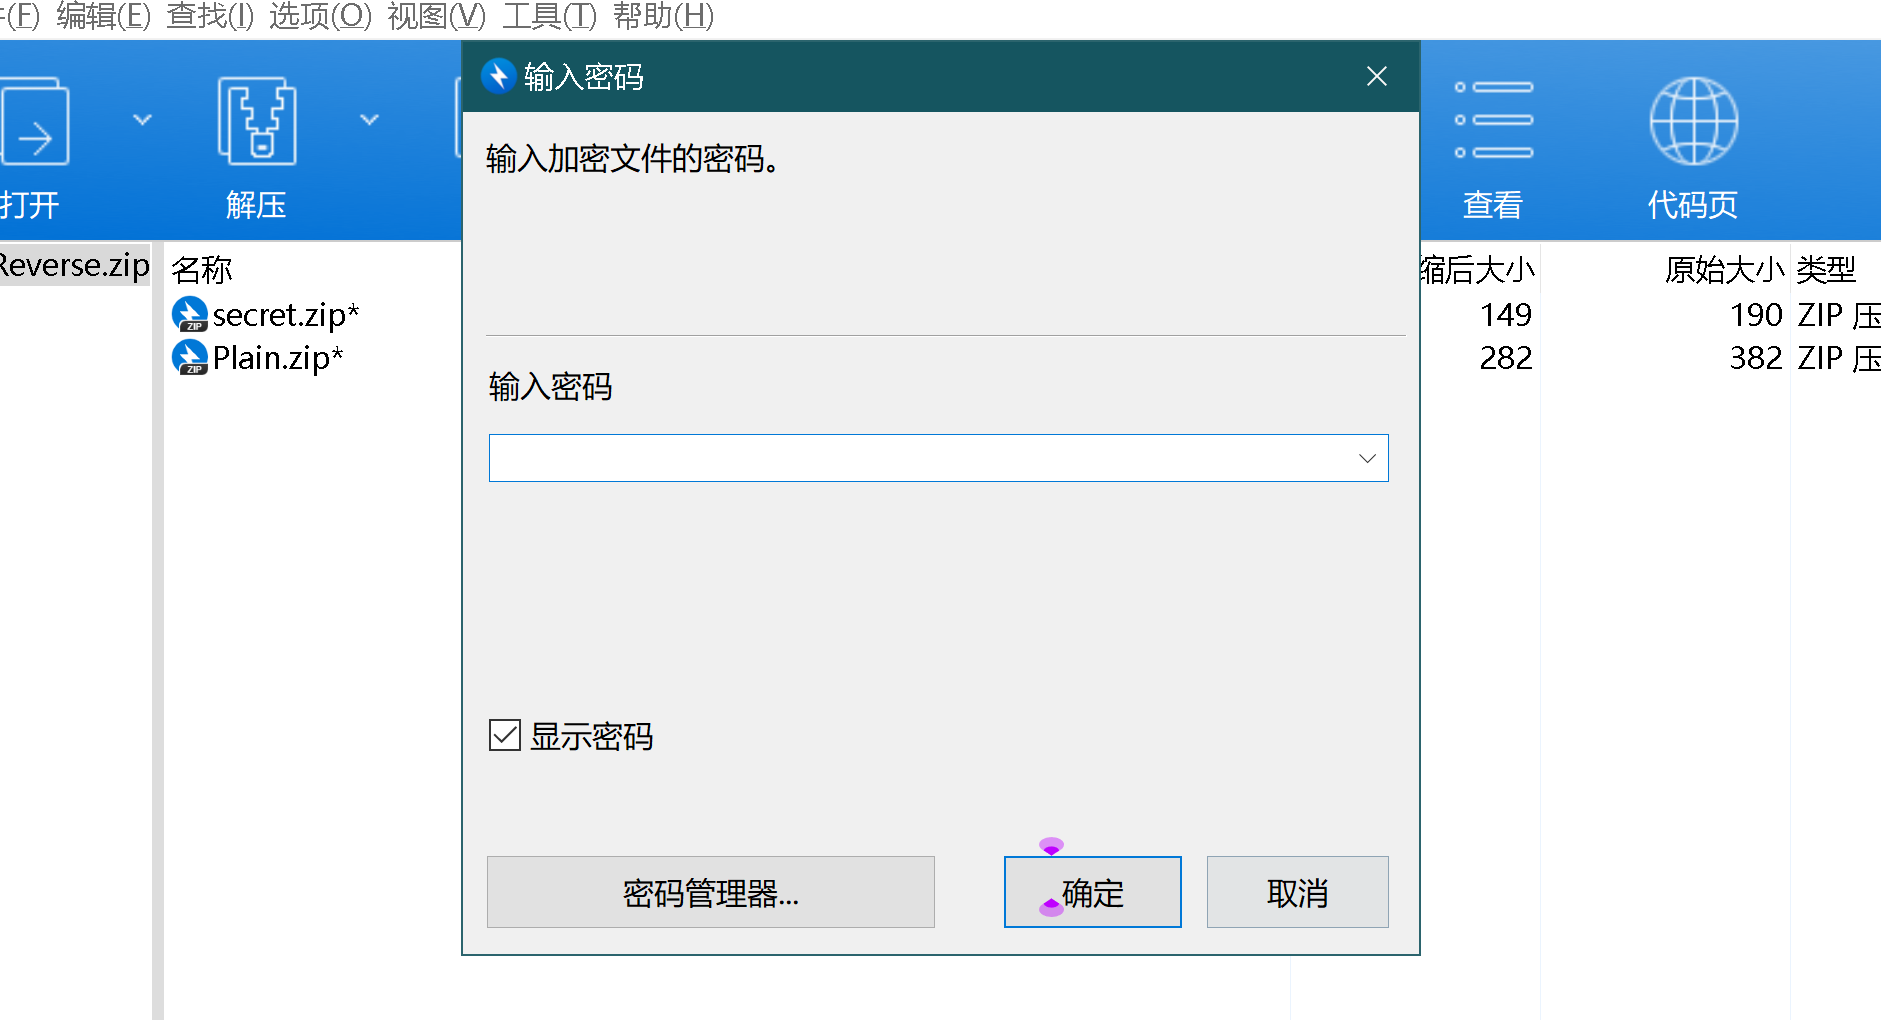 (F) 编辑(E) 查找(I) 选项(O) 视图(V) 工具(T) 帮助(H)
输入密码
打开
解压
查看
代码页
输入加密文件的密码。
Reverse.zip
名称
缩后大小
原始大小
类型
secret.zip*
149
190
ZIP 压
Plain.zip*
282
382
ZIP 压
输入密码
显示密码
密码管理器...
确定
取消